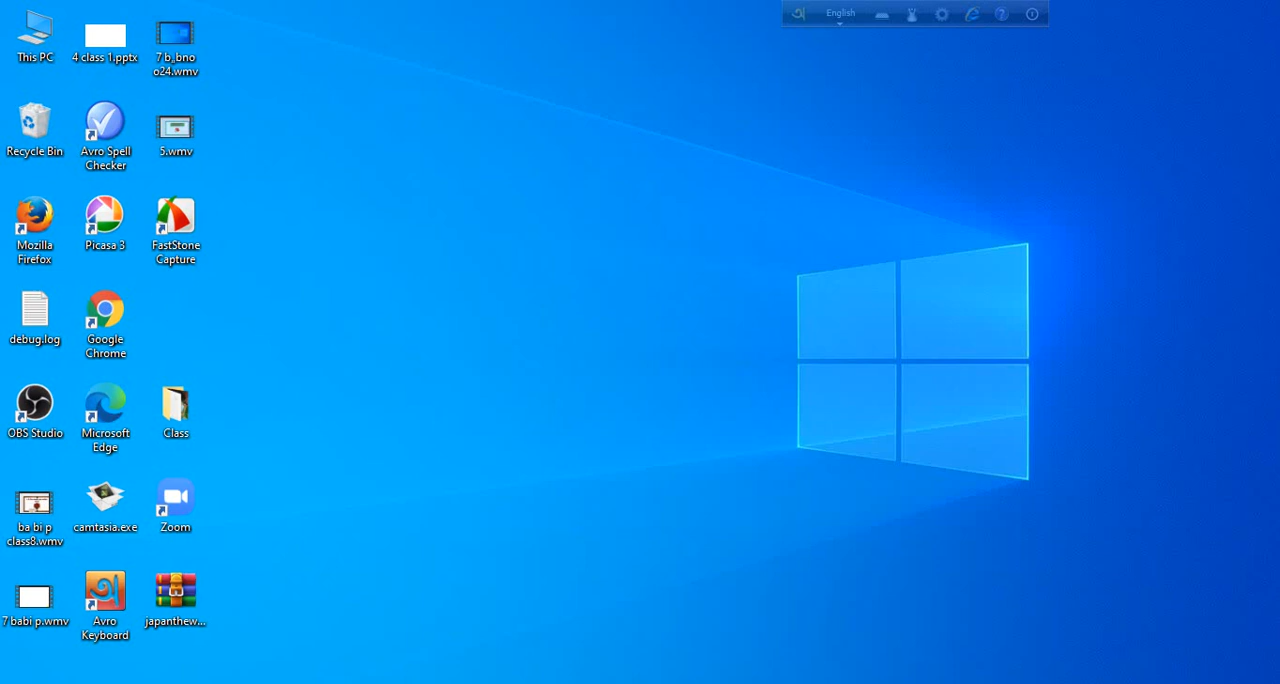 This PC
4 class 1.pptx
7 b_bno
o24.wmv
English
Recycle Bin
Avro Spell
Checker
5.wmv
Mozilla
Firefox
Picasa 3
FastStone
Capture
debug.log
Google
Chrome
OBS Studio
Microsoft
Edge
Class
ba bi p
class8.wmv
camtasia.exe
Zoom
7 babi p.wmv
Avro
Keyboard
japanthew...